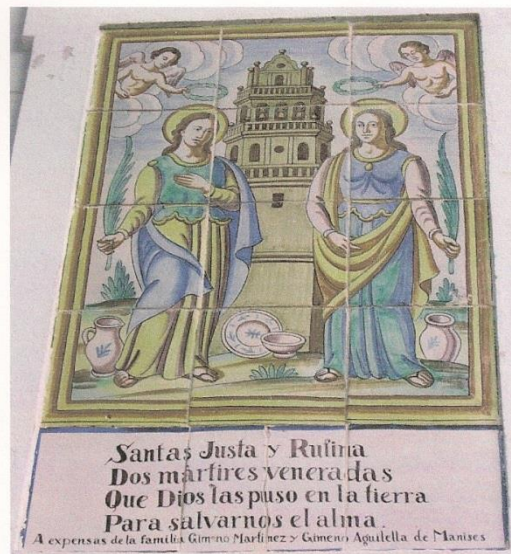 Santas Justa y Rufina
Dos mártires veneradas
Que Dios las puso en la tierra
Para salvarnos el alma.
A expensas de la familia Gimeno Martínez y Gimeno Aguilella de Manises